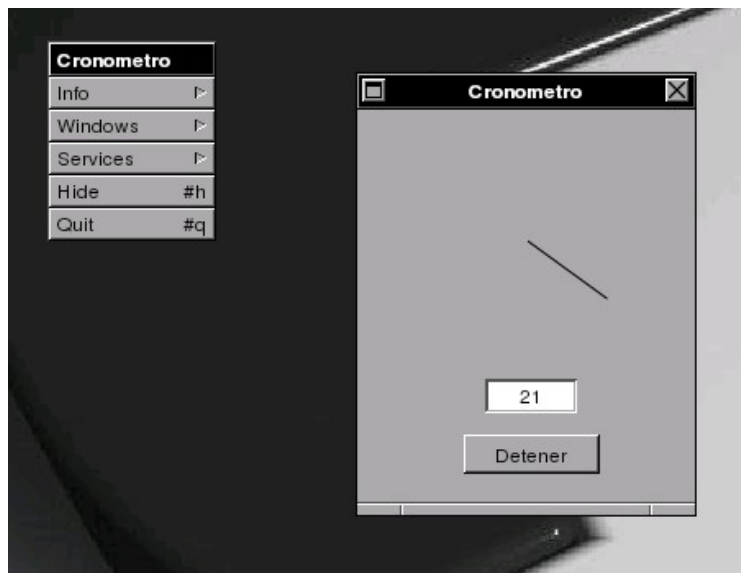 Cronometro
Info
Windows
Services
Hide #h
Quit #q
Cronometro
21
Detener